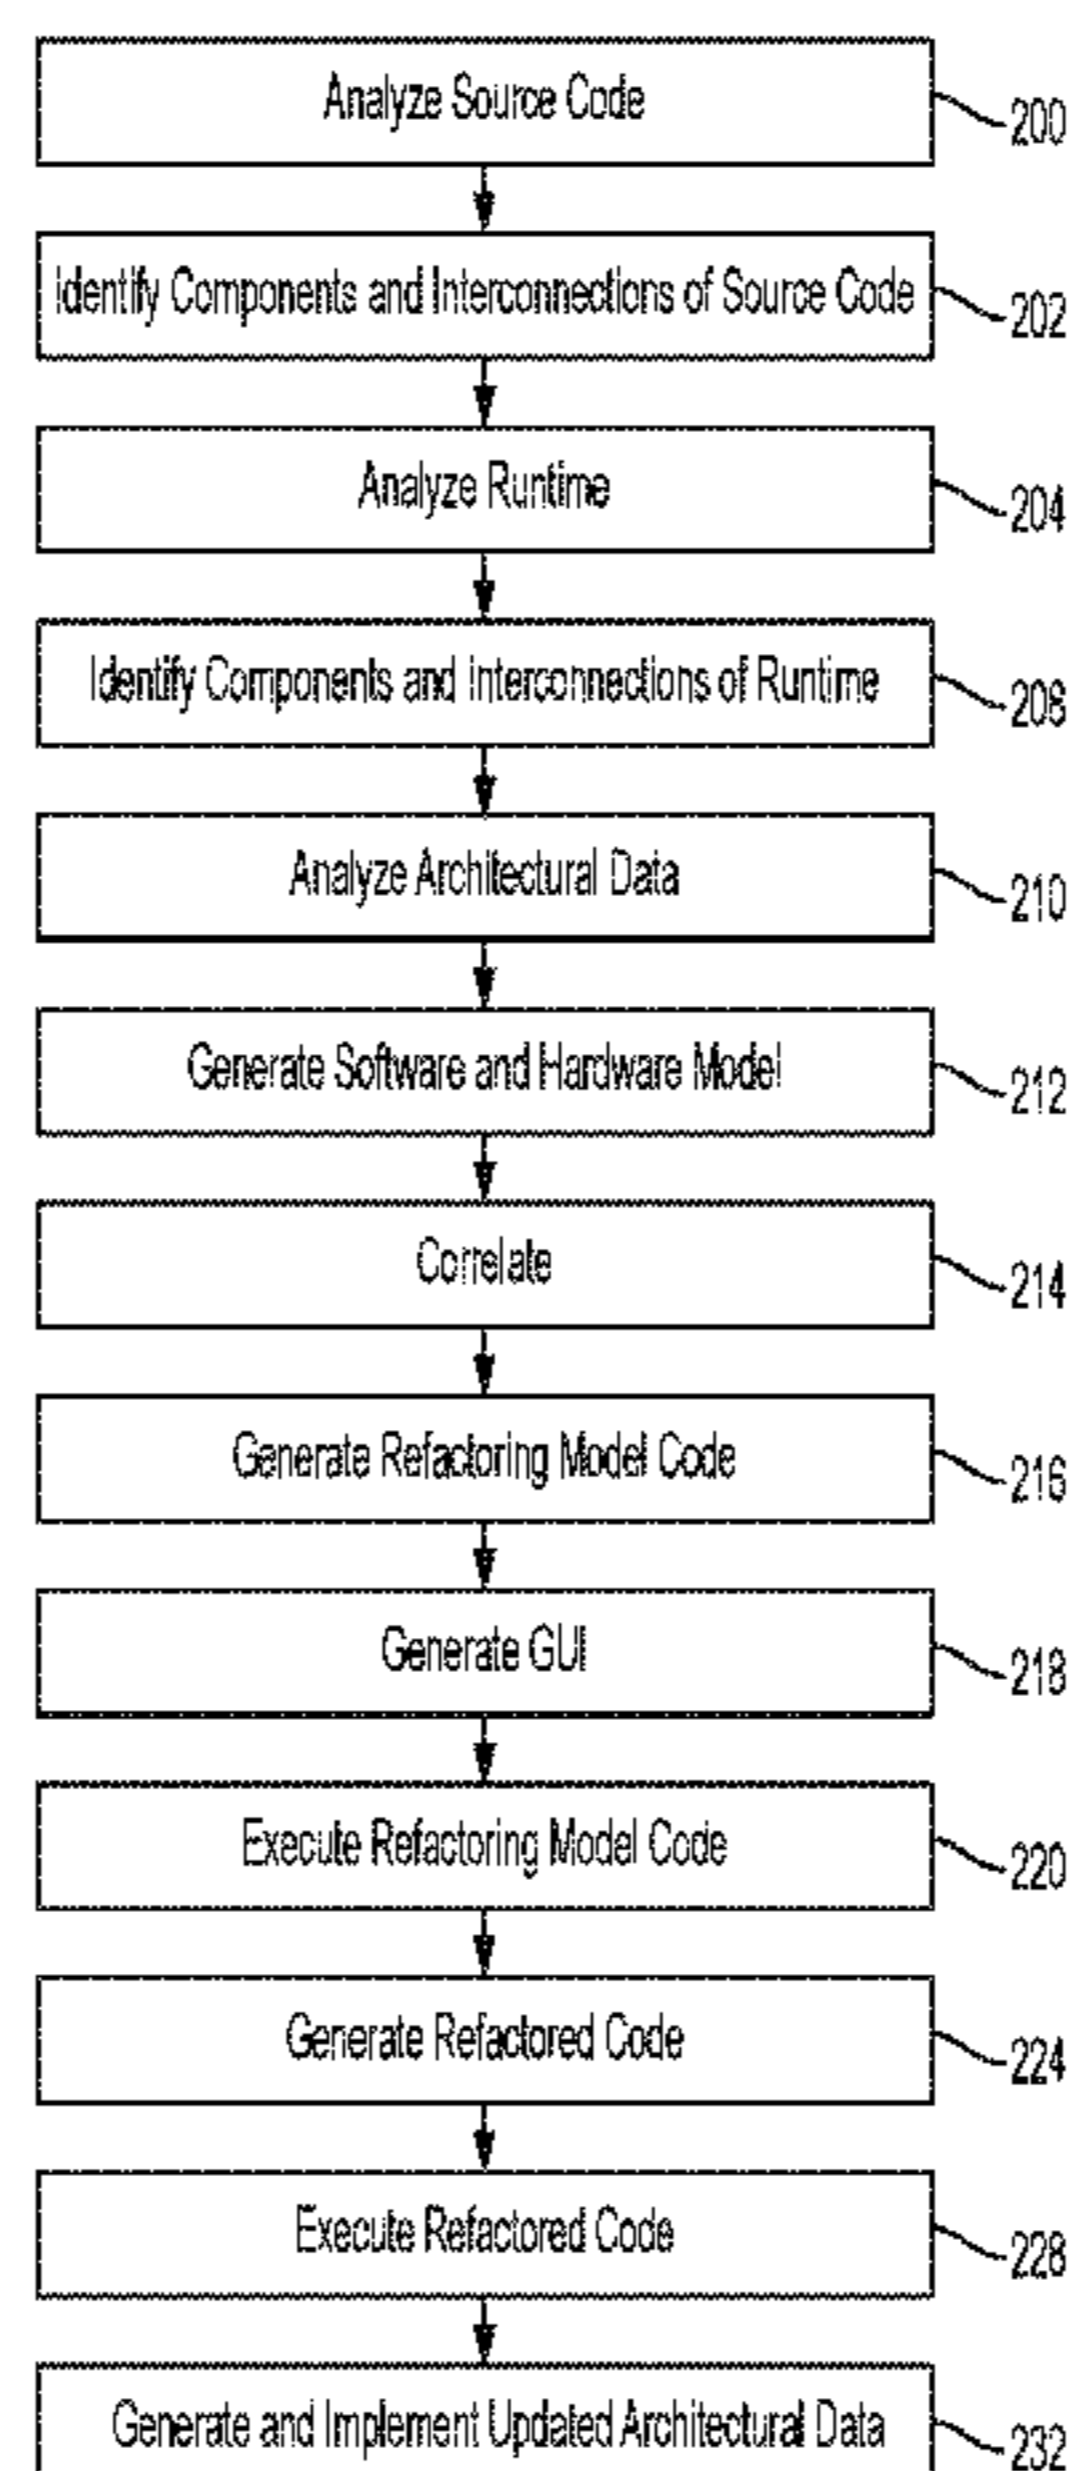 Analyze Source Code
200
Identify Components and Interconnections of Source Code
202
Analyze Runtime
204
Identify Components and Interconnections of Runtime
208
Analyze Architectural Data
210
Generate Software and Hardware Model
212
Correlate
214
Generate Refactoring Model Code
216
Generate GUI
218
Execute Refactoring Model Code
220
Generate Refactored Code
224
Execute Refactored Code
228
Generate and Implement Updated Architectural Data
232